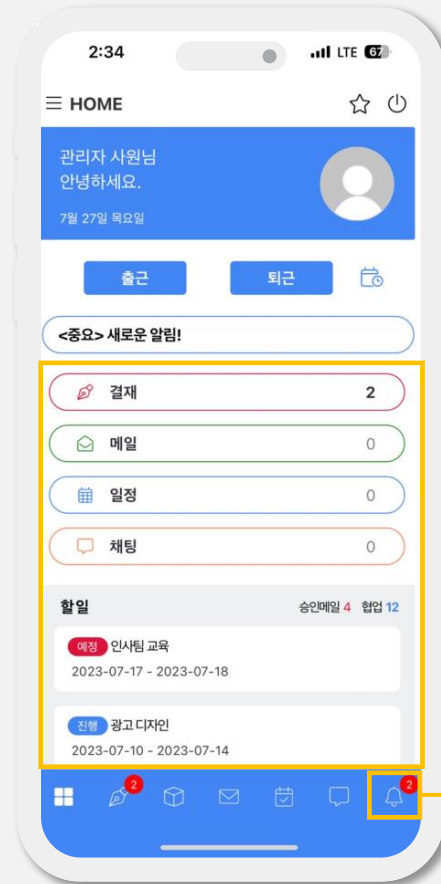 2:34 LTE 67
HOME
관리자 사원님
안녕하세요.
7월 27일 목요일
출근 퇴근
<중요> 새로운 알림!
결재 2
메일 0
일정 0
채팅 0
할일 승인메일 4 협업 12
예정 인사팀 교육
2023-07-17 - 2023-07-18
진행 광고 디자인
2023-07-10 - 2023-07-14
2 2